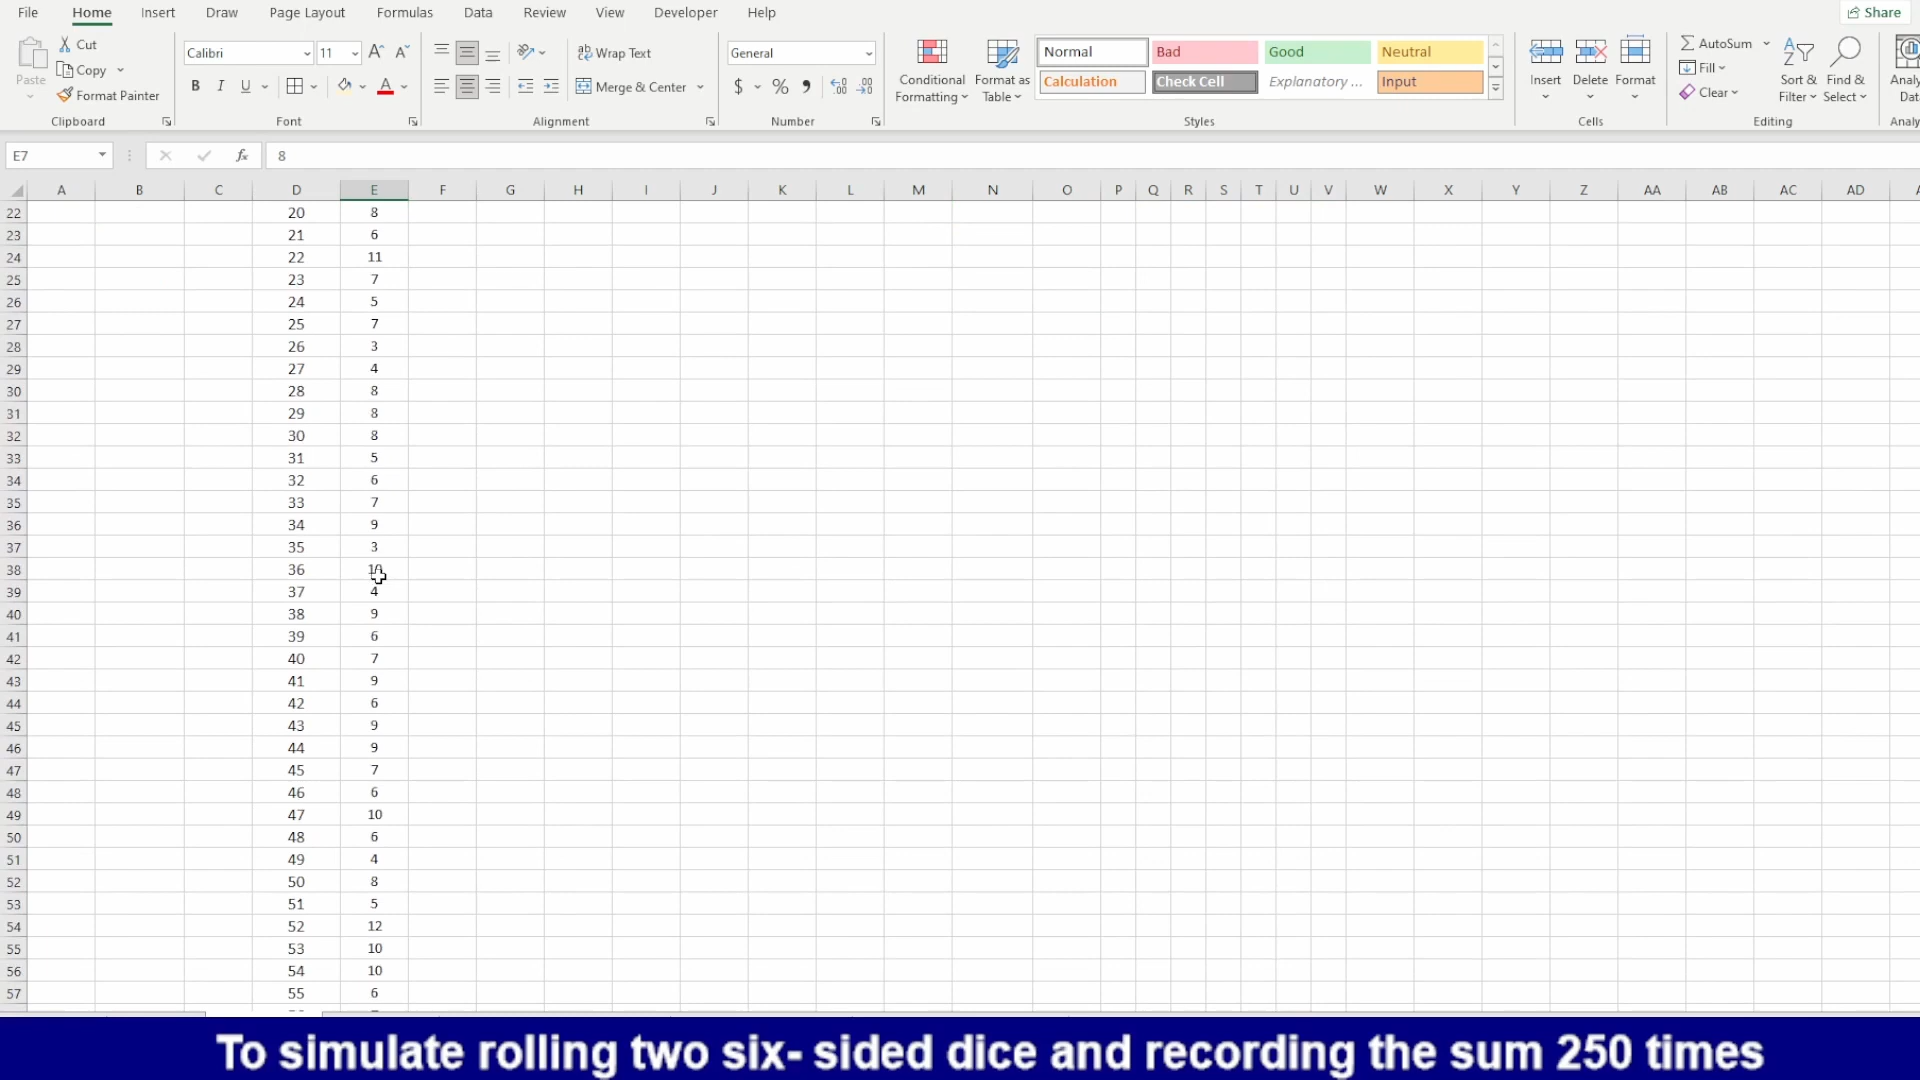 File Home Insert Draw Page Layout Formulas Data Review View Developer Help Share
Paste Cut Copy Format Painter Clipboard
Calibri 11 A A B I U A Font
ab Wrap Text Merge & Center Alignment
General $ % Number
Conditional Formatting Format as Table Normal Bad Good Neutral Calculation Check Cell Explanatory ... Input Styles
Insert Delete Format Cells
AutoSum Fill Clear Sort & Filter Find & Select Editing
E7 fx 8
A B C D E F G H I J K L M N O P Q R S T U V W X Y Z AA AB AC AD
22 20 8
23 21 6
24 22 11
25 23 7
26 24 5
27 25 7
28 26 3
29 27 4
30 28 8
31 29 8
32 30 8
33 31 5
34 32 6
35 33 7
36 34 9
37 35 3
38 36 10
39 37 4
40 38 9
41 39 6
42 40 7
43 41 9
44 42 6
45 43 9
46 44 9
47 45 7
48 46 6
49 47 10
50 48 6
51 49 4
52 50 8
53 51 5
54 52 12
55 53 10
56 54 10
57 55 6
To simulate rolling two six- sided dice and recording the sum 250 times